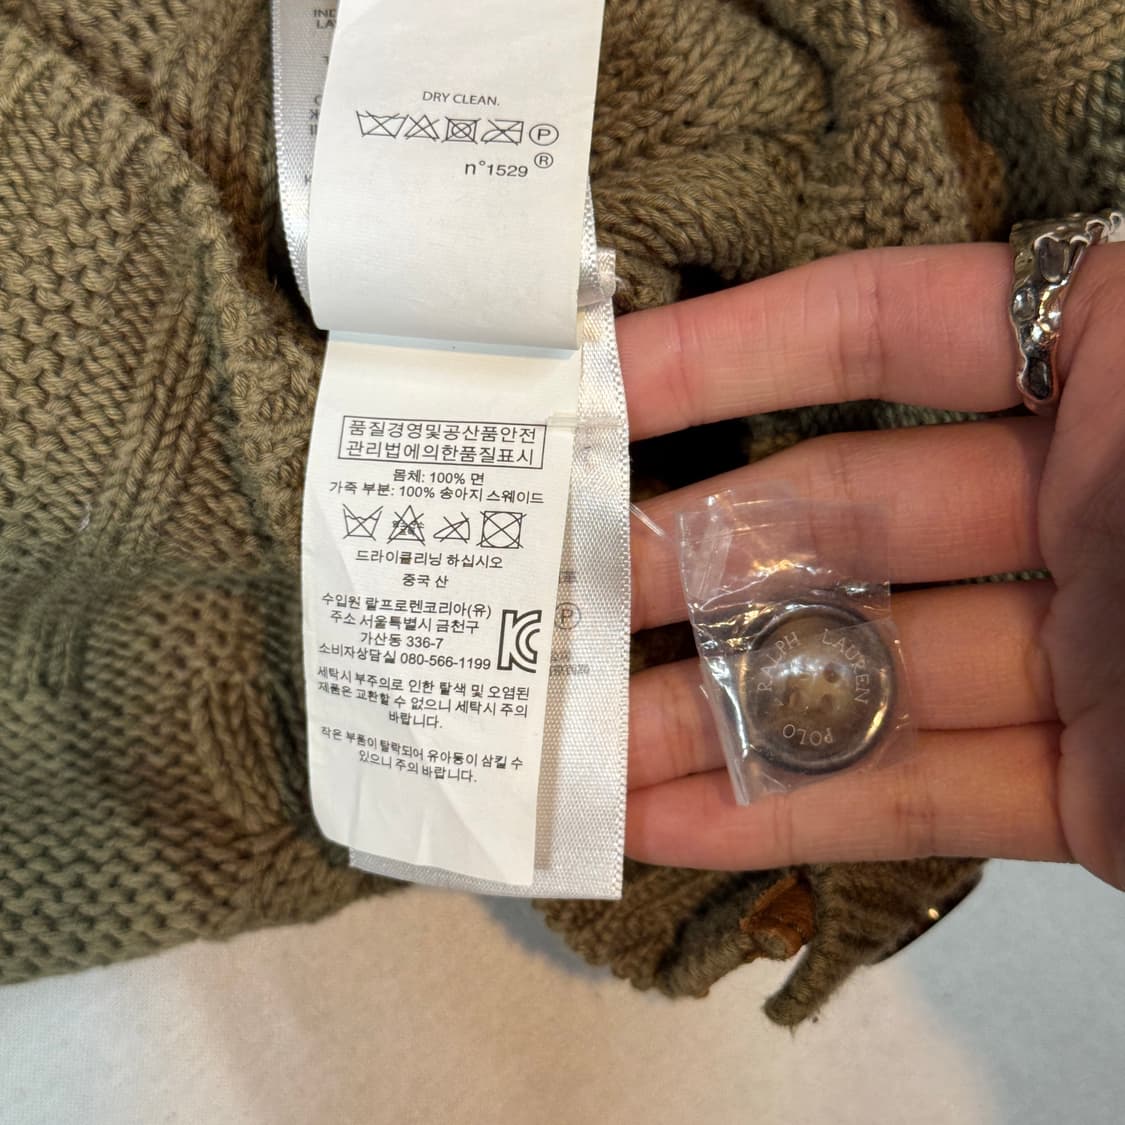 DRY CLEAN.
P
n°1529 ®
품질경영및공산품안전
관리법에의한품질표시
몸체: 100% 면
가죽 부분: 100% 송아지 스웨이드
드라이클리닝 하십시오
중국 산
수입원 랄프로렌코리아(유)
주소 서울특별시 금천구
가산동 336-7
소비자상담실 080-566-1199
세탁시 부주의로 인한 탈색 및 오염된
제품은 교환할 수 없으니 세탁시 주의
바랍니다.
작은 부품이 탈락되어 유아동이 삼킬 수
있으니 주의 바랍니다.
P
RALPH LAUREN
POLO